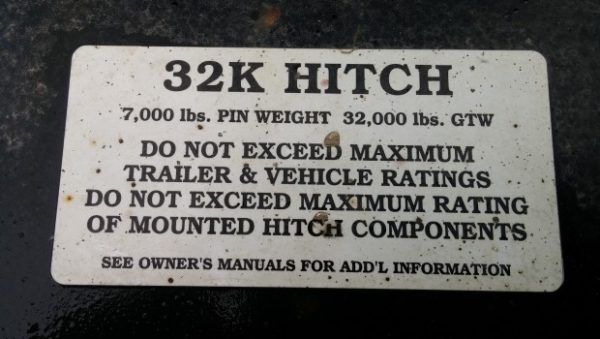 32K HITCH
7,000 lbs. PIN WEIGHT 32,000 lbs. GTW
DO NOT EXCEED MAXIMUM
TRAILER & VEHICLE RATINGS
DO NOT EXCEED MAXIMUM RATING
OF MOUNTED HITCH COMPONENTS
SEE OWNER'S MANUALS FOR ADD'L INFORMATION